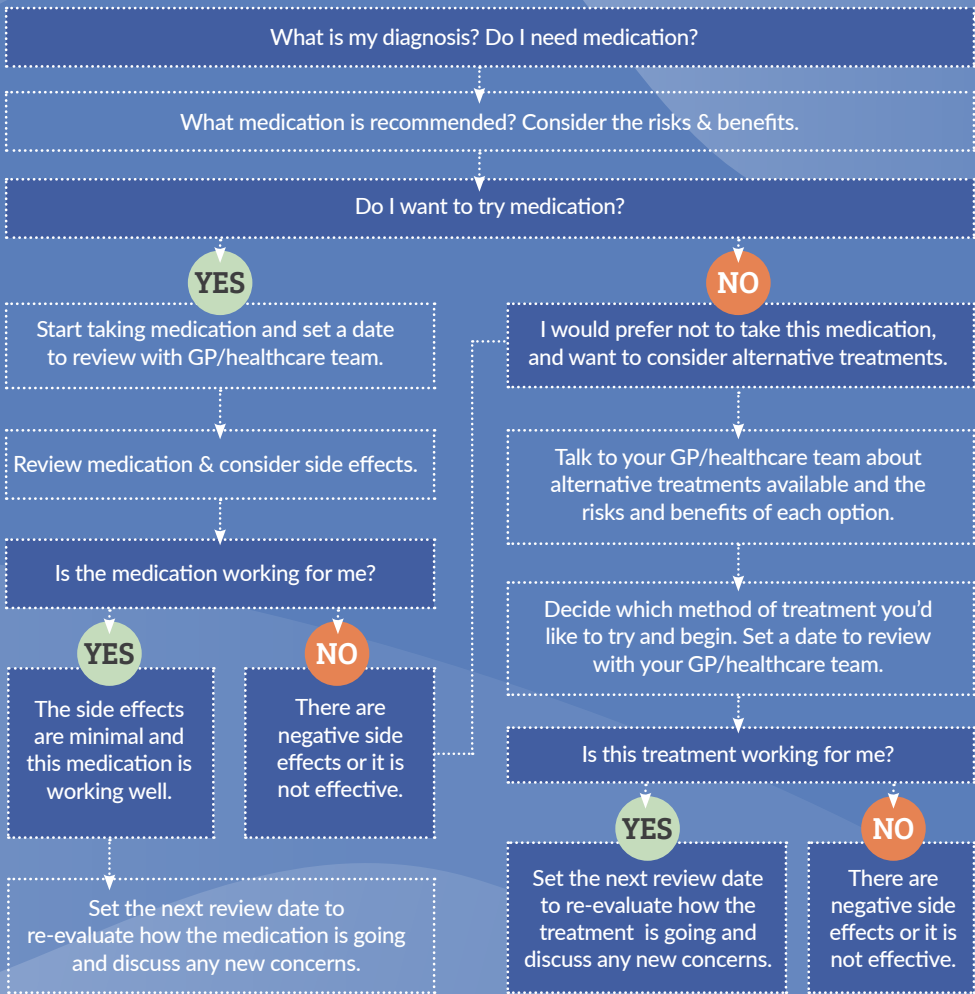 What is my diagnosis? Do I need medication?
What medication is recommended? Consider the risks & benefits.
Do I want to try medication?
YES
Start taking medication and set a date
to review with GP/healthcare team.
Review medication & consider side effects.
Is the medication working for me?
YES
The side effects
are minimal and
this medication is
working well.
Set the next review date to
re-evaluate how the medication is going
and discuss any new concerns.
NO
There are
negative side
effects or it is
not effective.
NO
I would prefer not to take this medication,
and want to consider alternative treatments.
Talk to your GP/healthcare team about
alternative treatments available and the
risks and benefits of each option.
Decide which method of treatment you’d
like to try and begin. Set a date to review
with your GP/healthcare team.
Is this treatment working for me?
YES
Set the next review date
to re-evaluate how the
treatment  is going and
discuss any new concerns.
NO
There are
negative side
effects or it is
not effective.